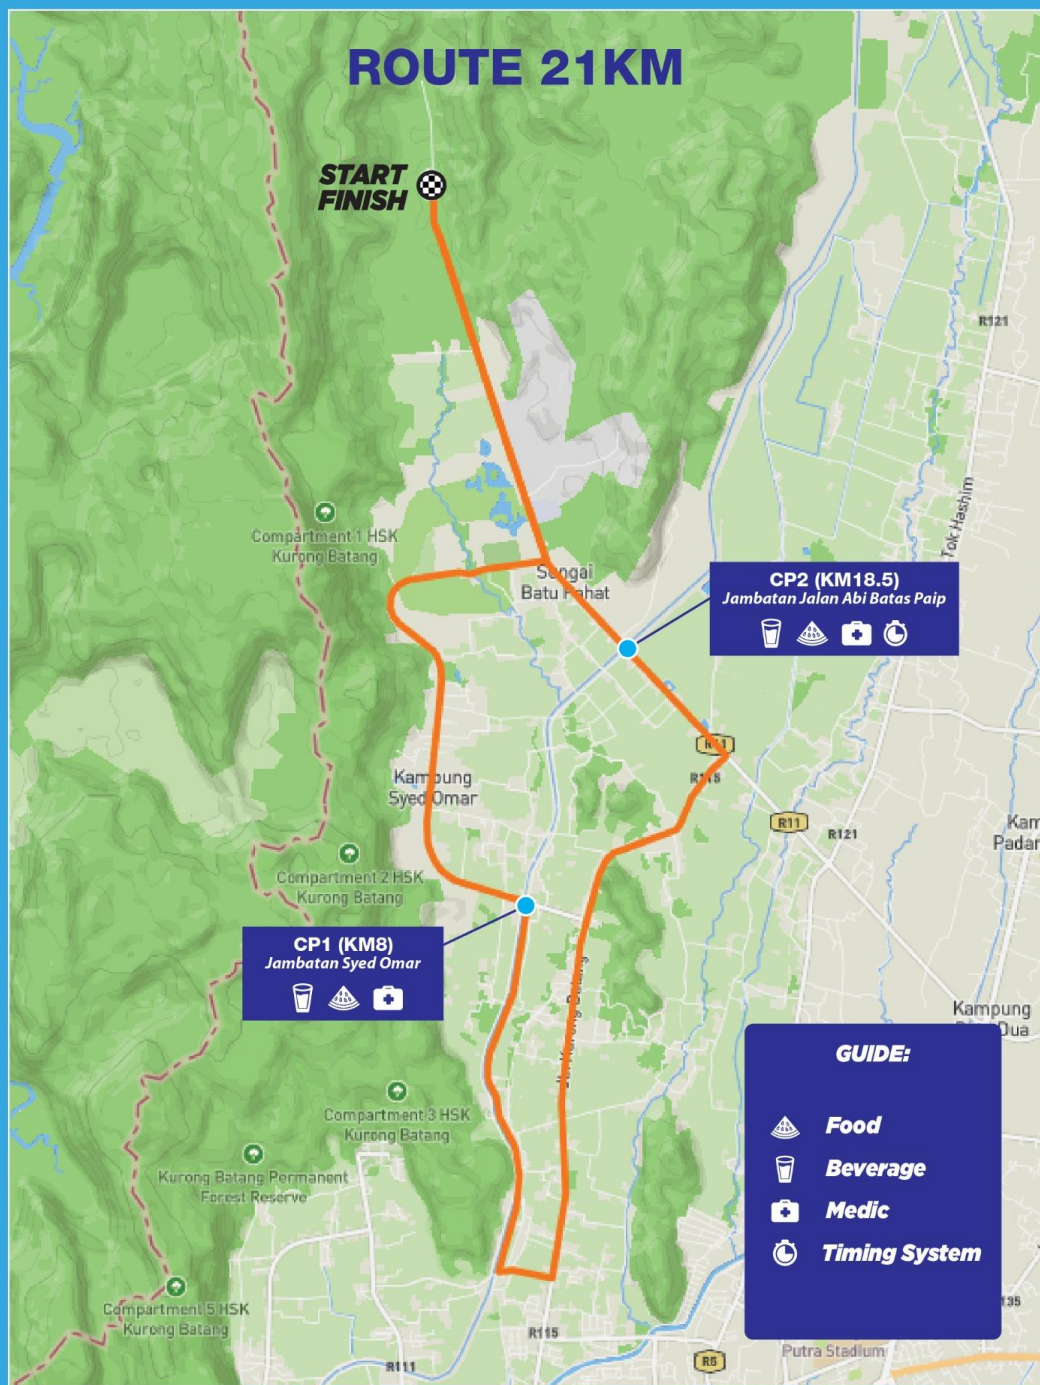 ROUTE 21KM
START
FINISH
R121
Compartment 1 HSK
Kurong Batang
Tok Hashim
Sungai
Batu Pahat
CP2 (KM18.5)
Jambatan Jalan Abi Batas Paip
R11
R115
Kampung
Syed Omar
R11
R121
Kam
Padar
Compartment 2 HSK
Kurong Batang
CP1 (KM8)
Jambatan Syed Omar
Kampung
Dua
GUIDE:
Food
Beverage
Medic
Timing System
Compartment 3 HSK
Kurong Batang
Kurong Batang Permanent
Forest Reserve
Compartment 5 HSK
Kurong Batang
R115
R111
R5
Putra Stadium
135